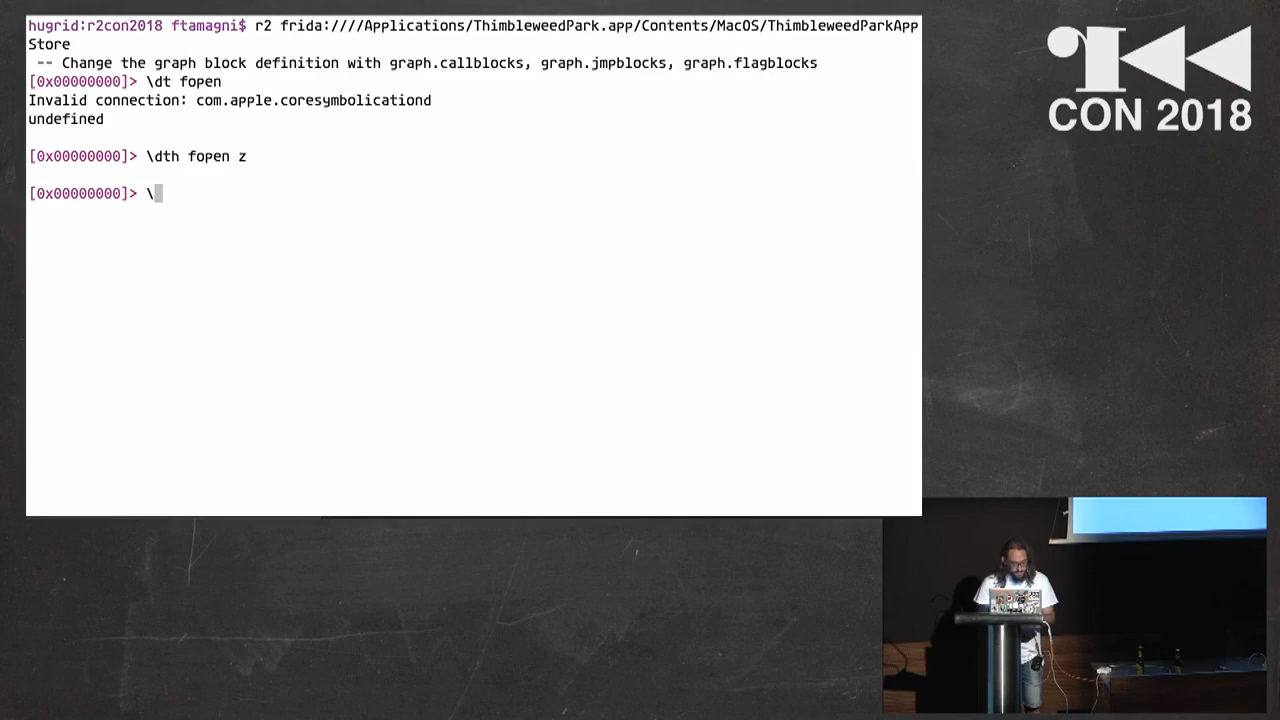 hugrid:r2con2018 ftamagni$ r2 frida:////Applications/ThimbleweedPark.app/Contents/MacOS/ThimbleweedParkApp
Store
-- Change the graph block definition with graph.callblocks, graph.jmpblocks, graph.flagblocks
[0x00000000]> \dt fopen
Invalid connection: com.apple.coresymbolicationd
undefined
[0x00000000]> \dth fopen z
[0x00000000]> \
CON 2018